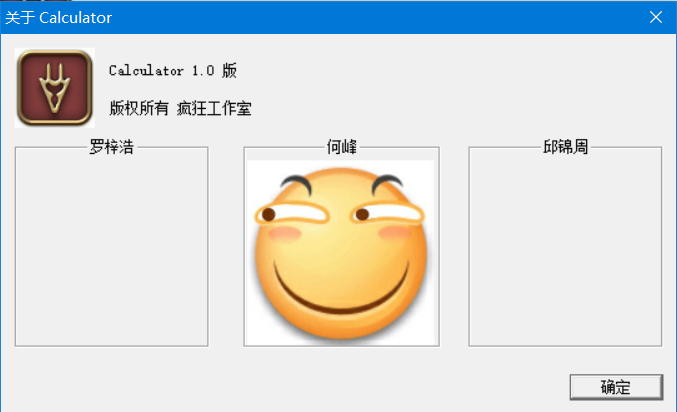 关于 Calculator
Calculator 1.0 版
版权所有 疯狂工作室
罗梓浩
何峰
邱锦周
确定